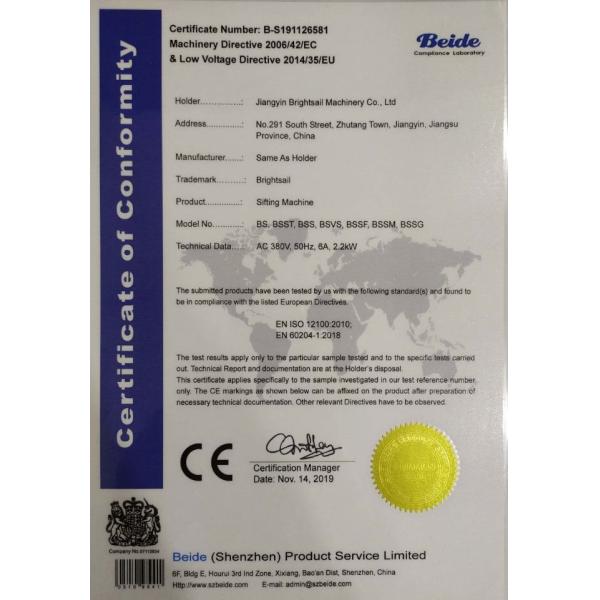 Certificate of Conformity
Certificate Number: B-S191126581
Machinery Directive 2006/42/EC
& Low Voltage Directive 2014/35/EU
Beide
Compliance Laboratory
Holder..............: Jiangyin Brightsail Machinery Co., Ltd
Address..............: No.291 South Street, Zhutang Town, Jiangyin, Jiangsu
Province, China
Manufacturer......: Same As Holder
Trademark.........: Brightsail
Product..............: Sifting Machine
Model No............: BS, BSST, BSS, BSVS, BSSF, BSSM, BSSG
Technical Data....: AC 380V, 50Hz, 6A, 2.2kW
The submitted products have been tested by us with the following standard(s) and found to
be in compliance with the listed European Directives.
EN ISO 12100:2010;
EN 60204-1:2018
The test results apply only to the particular sample tested and to the specific tests carried
out. Technical Report and documentation are at the Holder's disposal.
This certificate applies specifically to the sample investigated in our test reference number
only. The CE markings as shown below can be affixed on the product after preparation of
necessary technical documentation. Other relevant Directives have to be observed.
CE
Certification Manager
Date: Nov. 14, 2019
Company No.07113934
Beide (Shenzhen) Product Service Limited
6F, Bldg E, Hourui 3rd Ind Zone, Xixiang, Bao'an Dist, Shenzhen, China
Http://www.szbeide.com E-mail: admin@szbeide.com